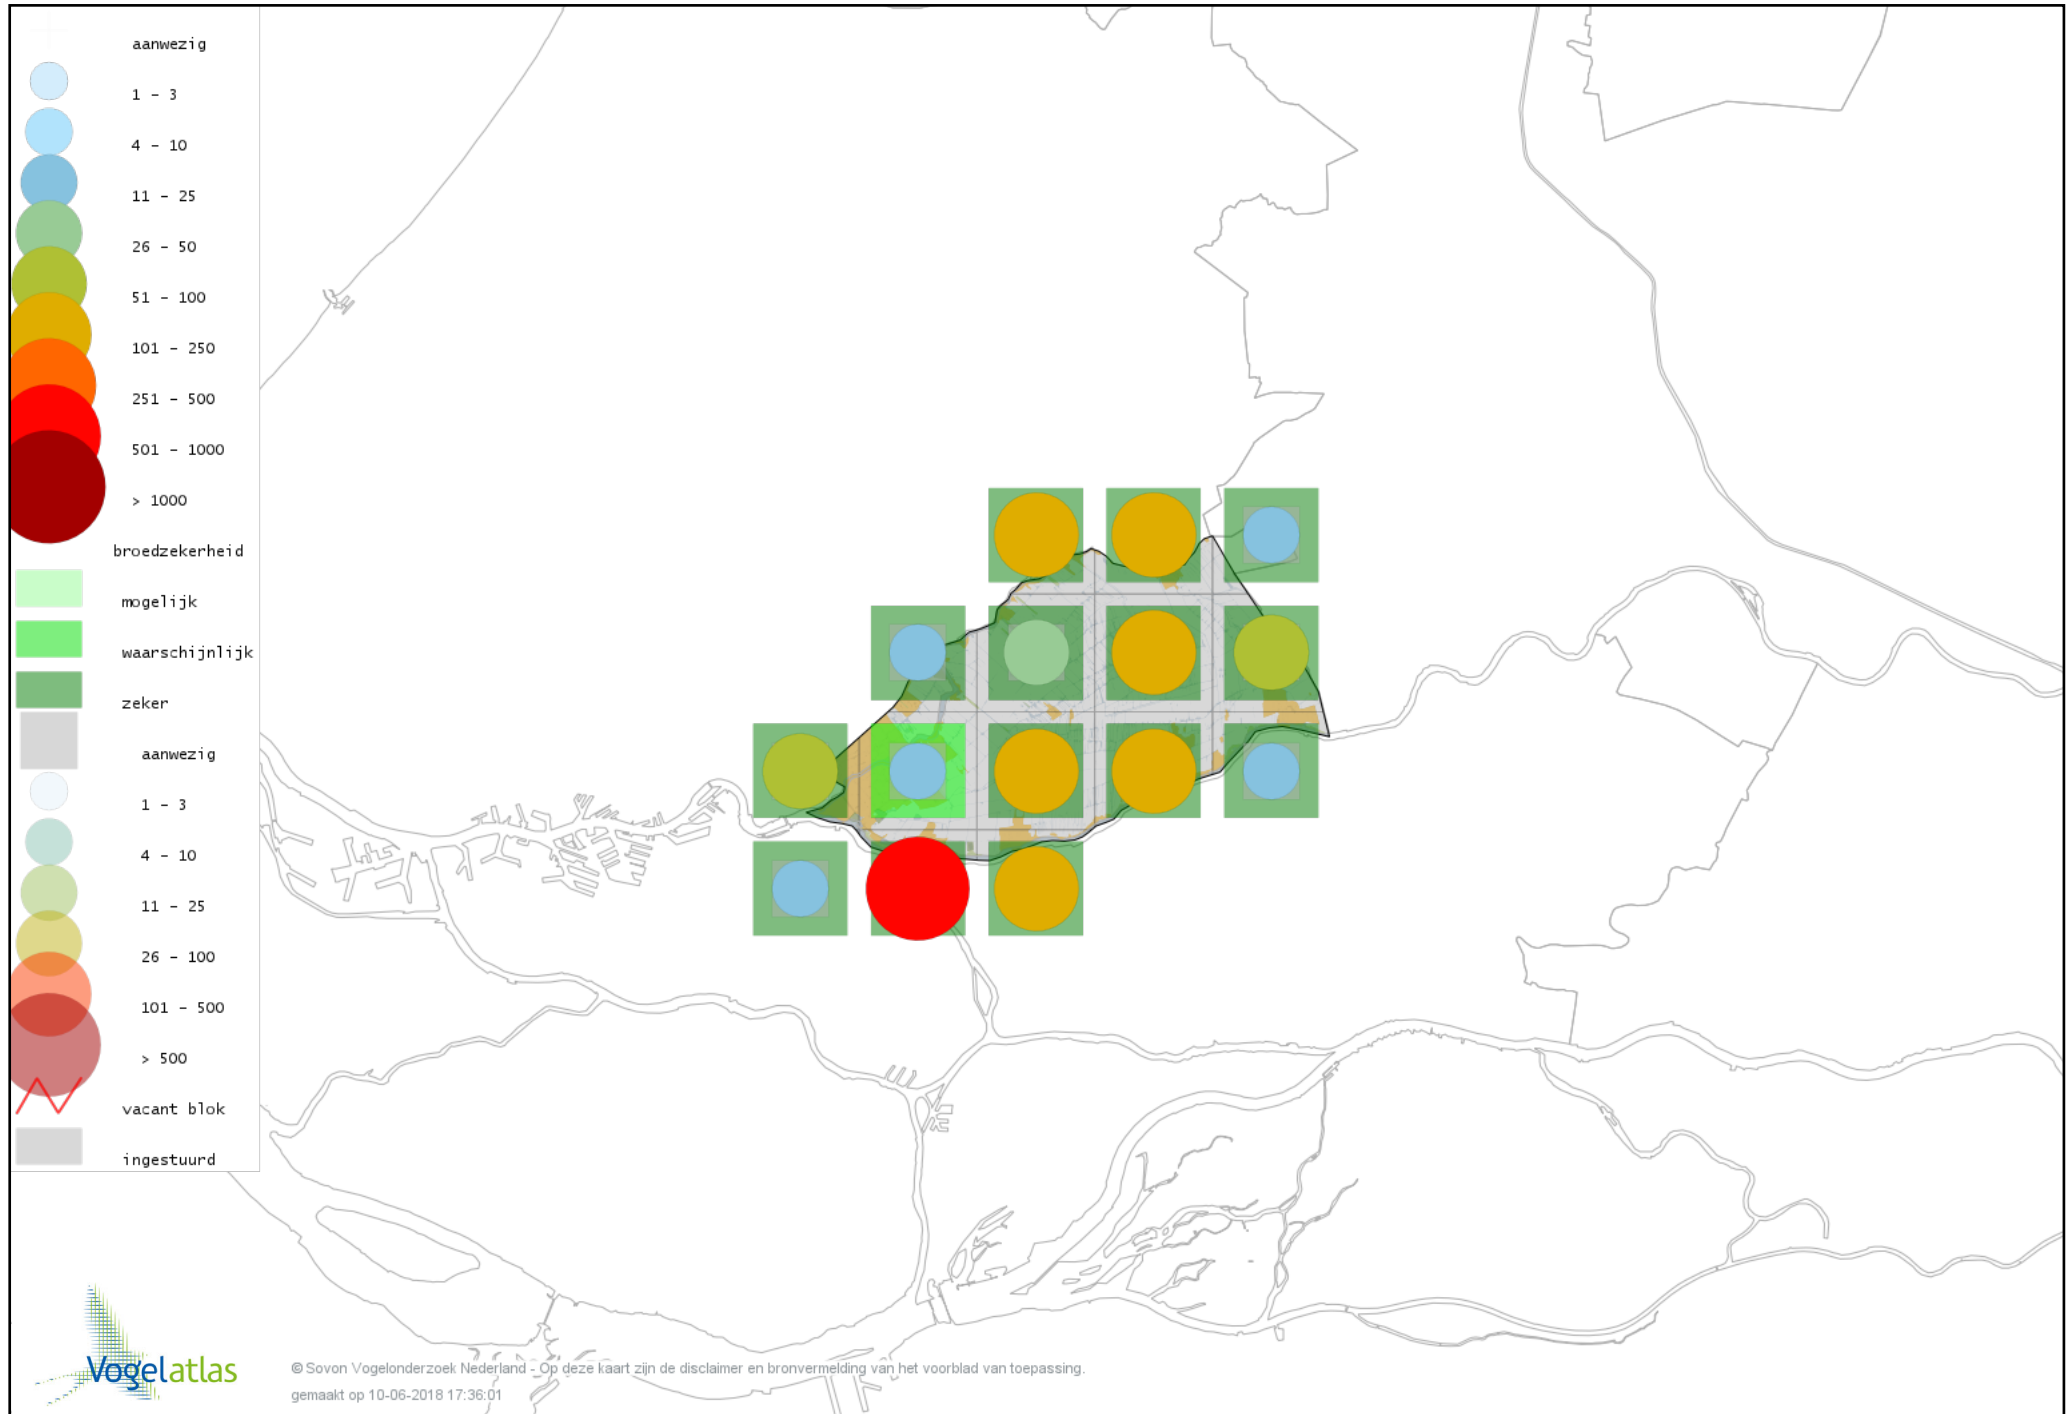 aanwezig
1 – 3
4 – 10
11 – 25
26 – 50
51 – 100
101 – 250
251 – 500
501 – 1000
> 1000
broedzekerheid
mogelijk
waarschijnlijk
zeker
aanwezig
1 – 3
4 – 10
11 – 25
26 – 100
101 – 500
> 500
vacant blok
ingestuurd
Vogelatlas
© Sovon Vogelonderzoek Nederland - Op deze kaart zijn de disclaimer en bronvermelding van het voorblad van toepassing.
gemaakt op 10-06-2018 17:36:01